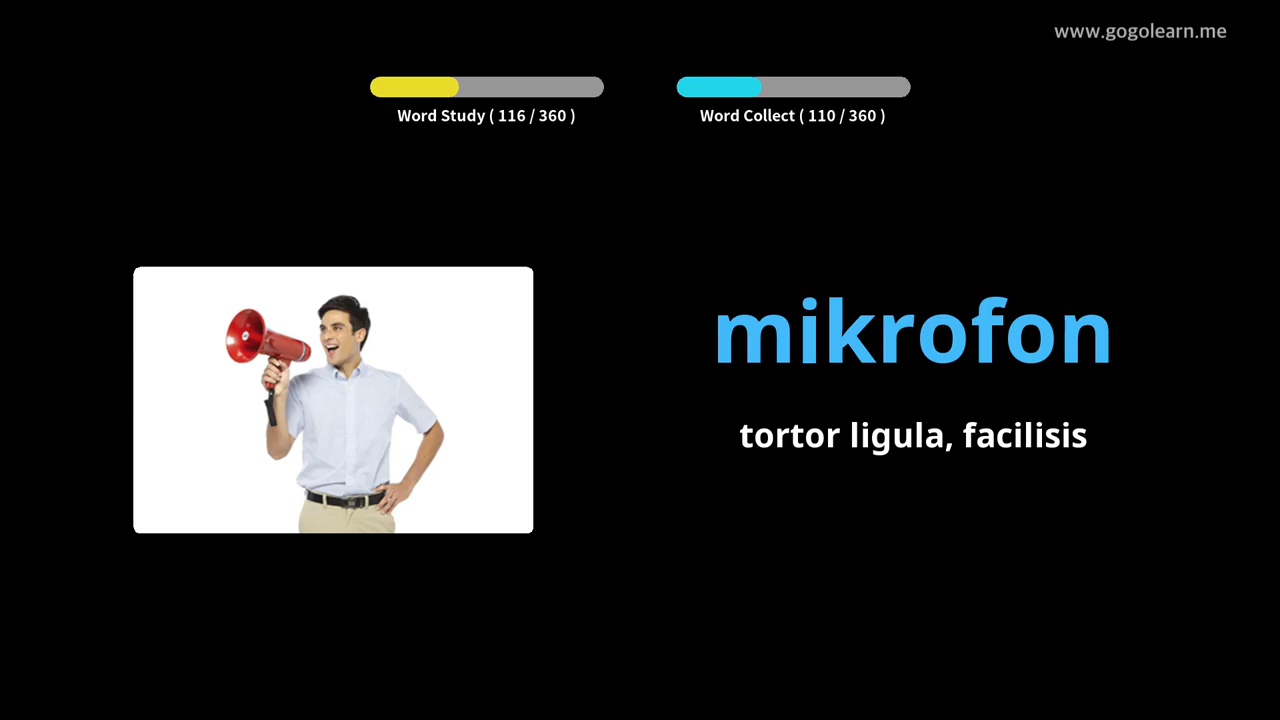 www.gogolearn.me
Word Study ( 116 / 360 )
Word Collect ( 110 / 360 )
mikrofon
tortor ligula, facilisis